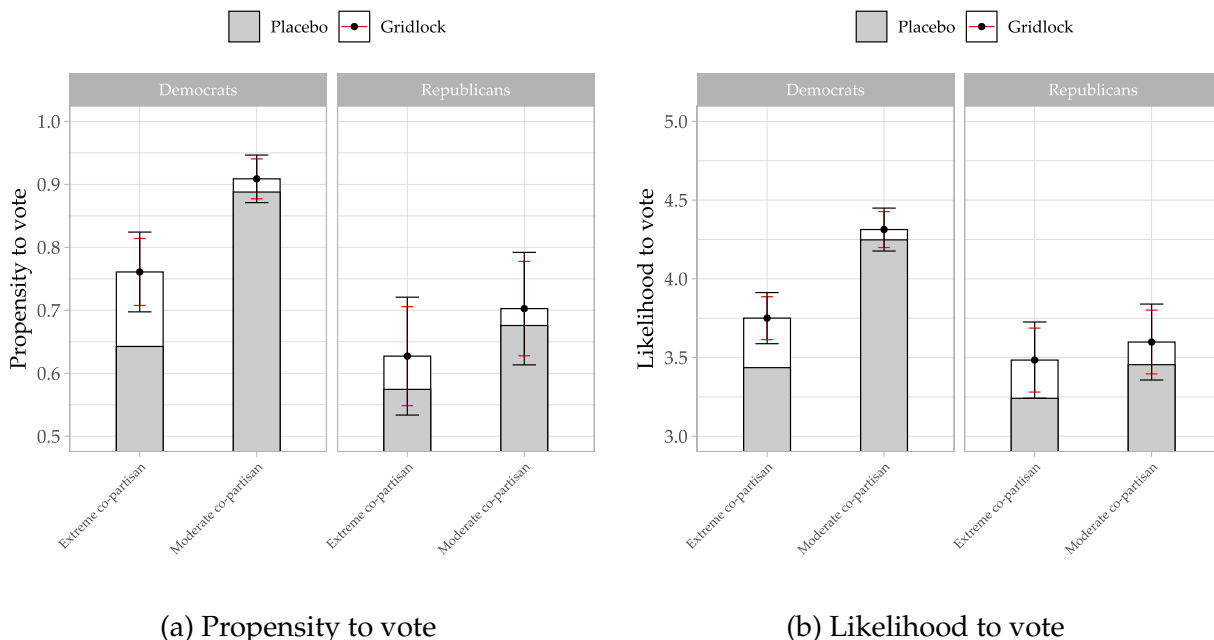 Placebo Gridlock
Democrats Republicans
Propensity to vote
1.0
0.9
0.8
0.7
0.6
0.5
Extreme co-partisan
Moderate co-partisan
Extreme co-partisan
Moderate co-partisan
(a) Propensity to vote
Placebo Gridlock
Democrats Republicans
Likelihood to vote
5.0
4.5
4.0
3.5
3.0
Extreme co-partisan
Moderate co-partisan
Extreme co-partisan
Moderate co-partisan
(b) Likelihood to vote